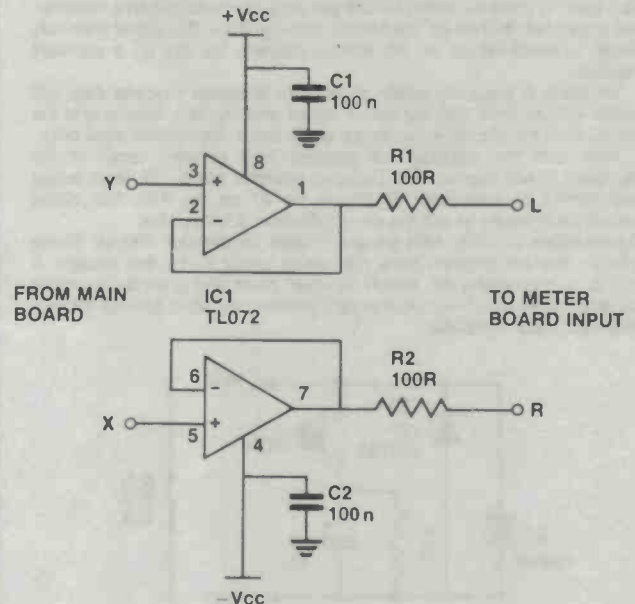 +Vcc
C1
100 n
8
R1
100R
Y
3
+
1
L
2
−
FROM MAIN
BOARD
IC1
TL072
TO METER
BOARD INPUT
R2
100R
6
−
7
R
X
5
+
4
C2
100 n
−Vcc